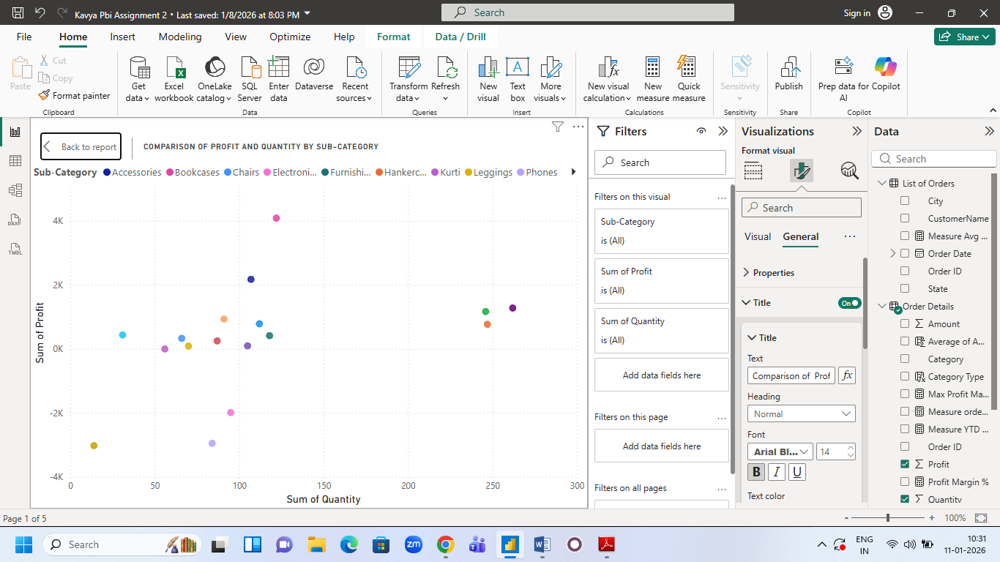 Kavya Pbi Assignment 2 • Last saved: 1/8/2026 at 8:03 PM
Search
Sign in
File Home Insert Modeling View Optimize Help Format Data / Drill
Share
Paste
Cut
Copy
Format painter
Clipboard
Get data
Excel workbook
OneLake catalog
SQL Server
Enter data
Dataverse
Recent sources
Data
Transform data
Refresh
Queries
New visual
Text box
More visuals
Insert
New visual calculation
New measure
Quick measure
Calculations
Sensitivity
Sensitivity
Publish
Share
Prep data for AI
Copilot
Copilot
DAX
TMDL
Back to report
COMPARISON OF PROFIT AND QUANTITY BY SUB-CATEGORY
Sub-Category Accessories Bookcases Chairs Electroni... Furnishi... Hankerc... Kurti Leggings Phones
Sum of Profit
4K
2K
0K
-2K
-4K
0 50 100 150 200 250 300
Sum of Quantity
Filters
Search
Filters on this visual ...
Sub-Category
is (All)
Sum of Profit
is (All)
Sum of Quantity
is (All)
Add data fields here
Filters on this page ...
Add data fields here
Filters on all pages ...
Visualizations
Format visual
Search
Visual General ...
Properties
Title On
Title
Text
Comparison of Prof
fx
Heading
Normal
Font
Arial Bl... 14
B I U
Text color
Data
Search
List of Orders
City
CustomerName
Measure Avg ...
Order Date
Order ID
State
Order Details
Amount
Average of A...
Category
Category Type
Max Profit Ma...
Measure orde...
Measure YTD ...
Order ID
Profit
Profit Margin %
Quantity
Page 1 of 5
- + 100%
Search
zm
ENG
IN
10:31
11-01-2026